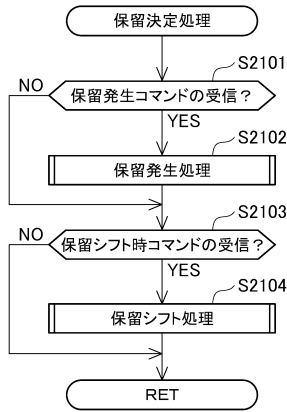 保留決定処理
S2101
NO
保留発生コマンドの受信？
YES
S2102
保留発生処理
S2103
NO
保留シフト時コマンドの受信？
YES
S2104
保留シフト処理
RET